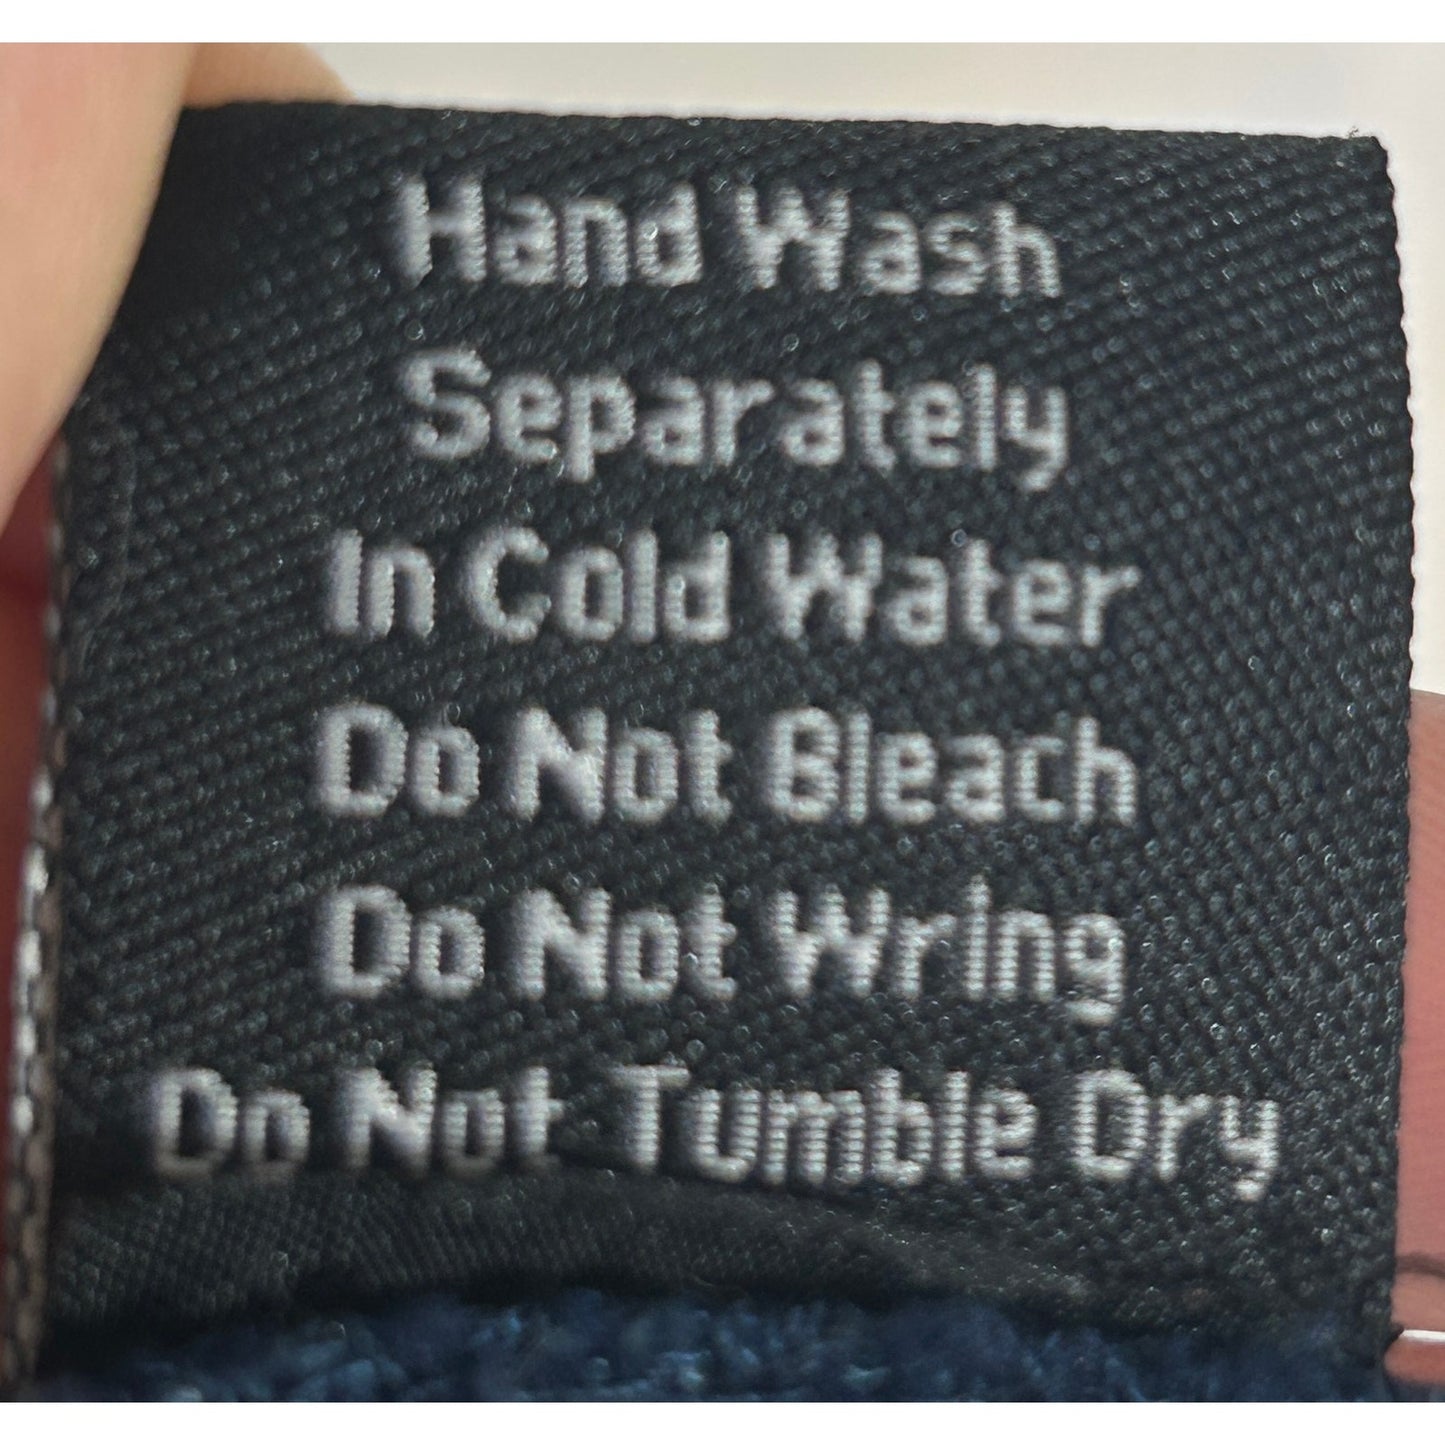 Hand Wash
Separately
In Cold Water
Do Not Bleach
Do Not Wring
Do Not Tumble Dry